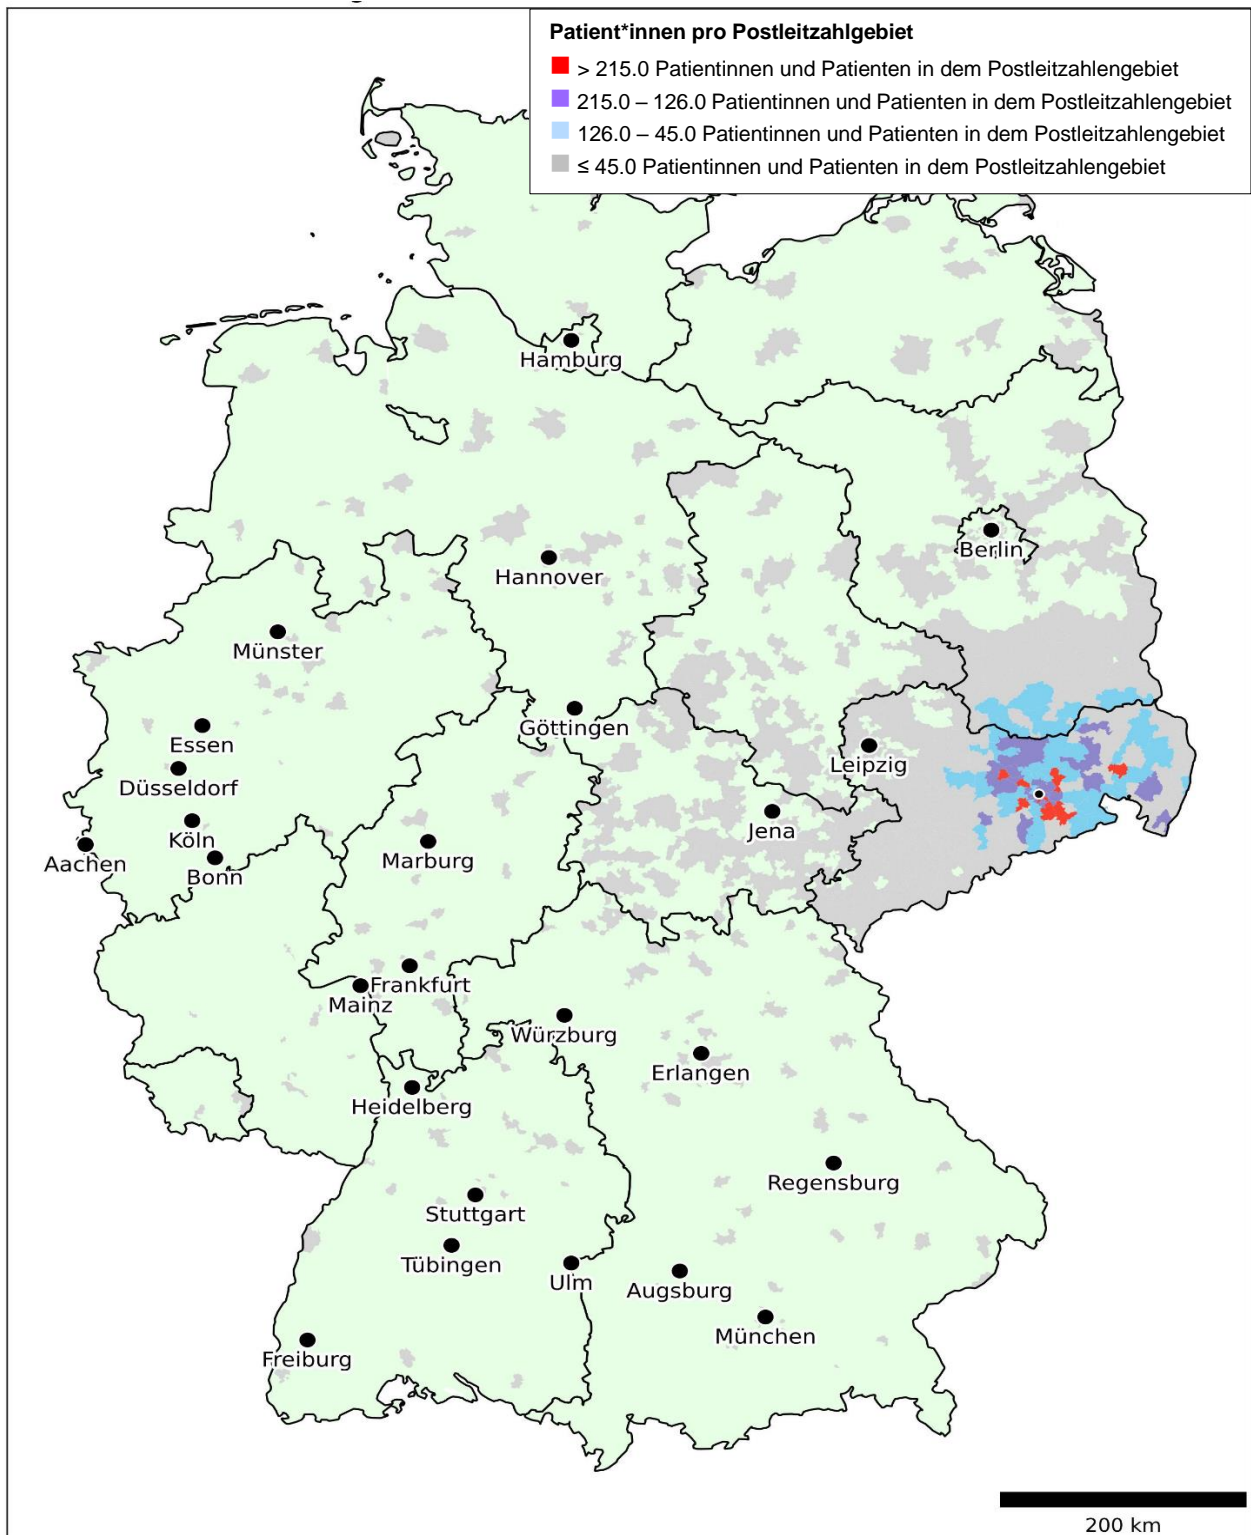 Patient*innen pro Postleitzahlgebiet
> 215.0 Patientinnen und Patienten in dem Postleitzahlengebiet
215.0 – 126.0 Patientinnen und Patienten in dem Postleitzahlengebiet
126.0 – 45.0 Patientinnen und Patienten in dem Postleitzahlengebiet
≤ 45.0 Patientinnen und Patienten in dem Postleitzahlengebiet
Hamburg
Berlin
Hannover
Münster
Göttingen
Essen
Leipzig
Düsseldorf
Köln
Jena
Aachen
Marburg
Bonn
Frankfurt
Mainz
Würzburg
Erlangen
Heidelberg
Regensburg
Stuttgart
Tübingen
Ulm
Augsburg
München
Freiburg
200 km